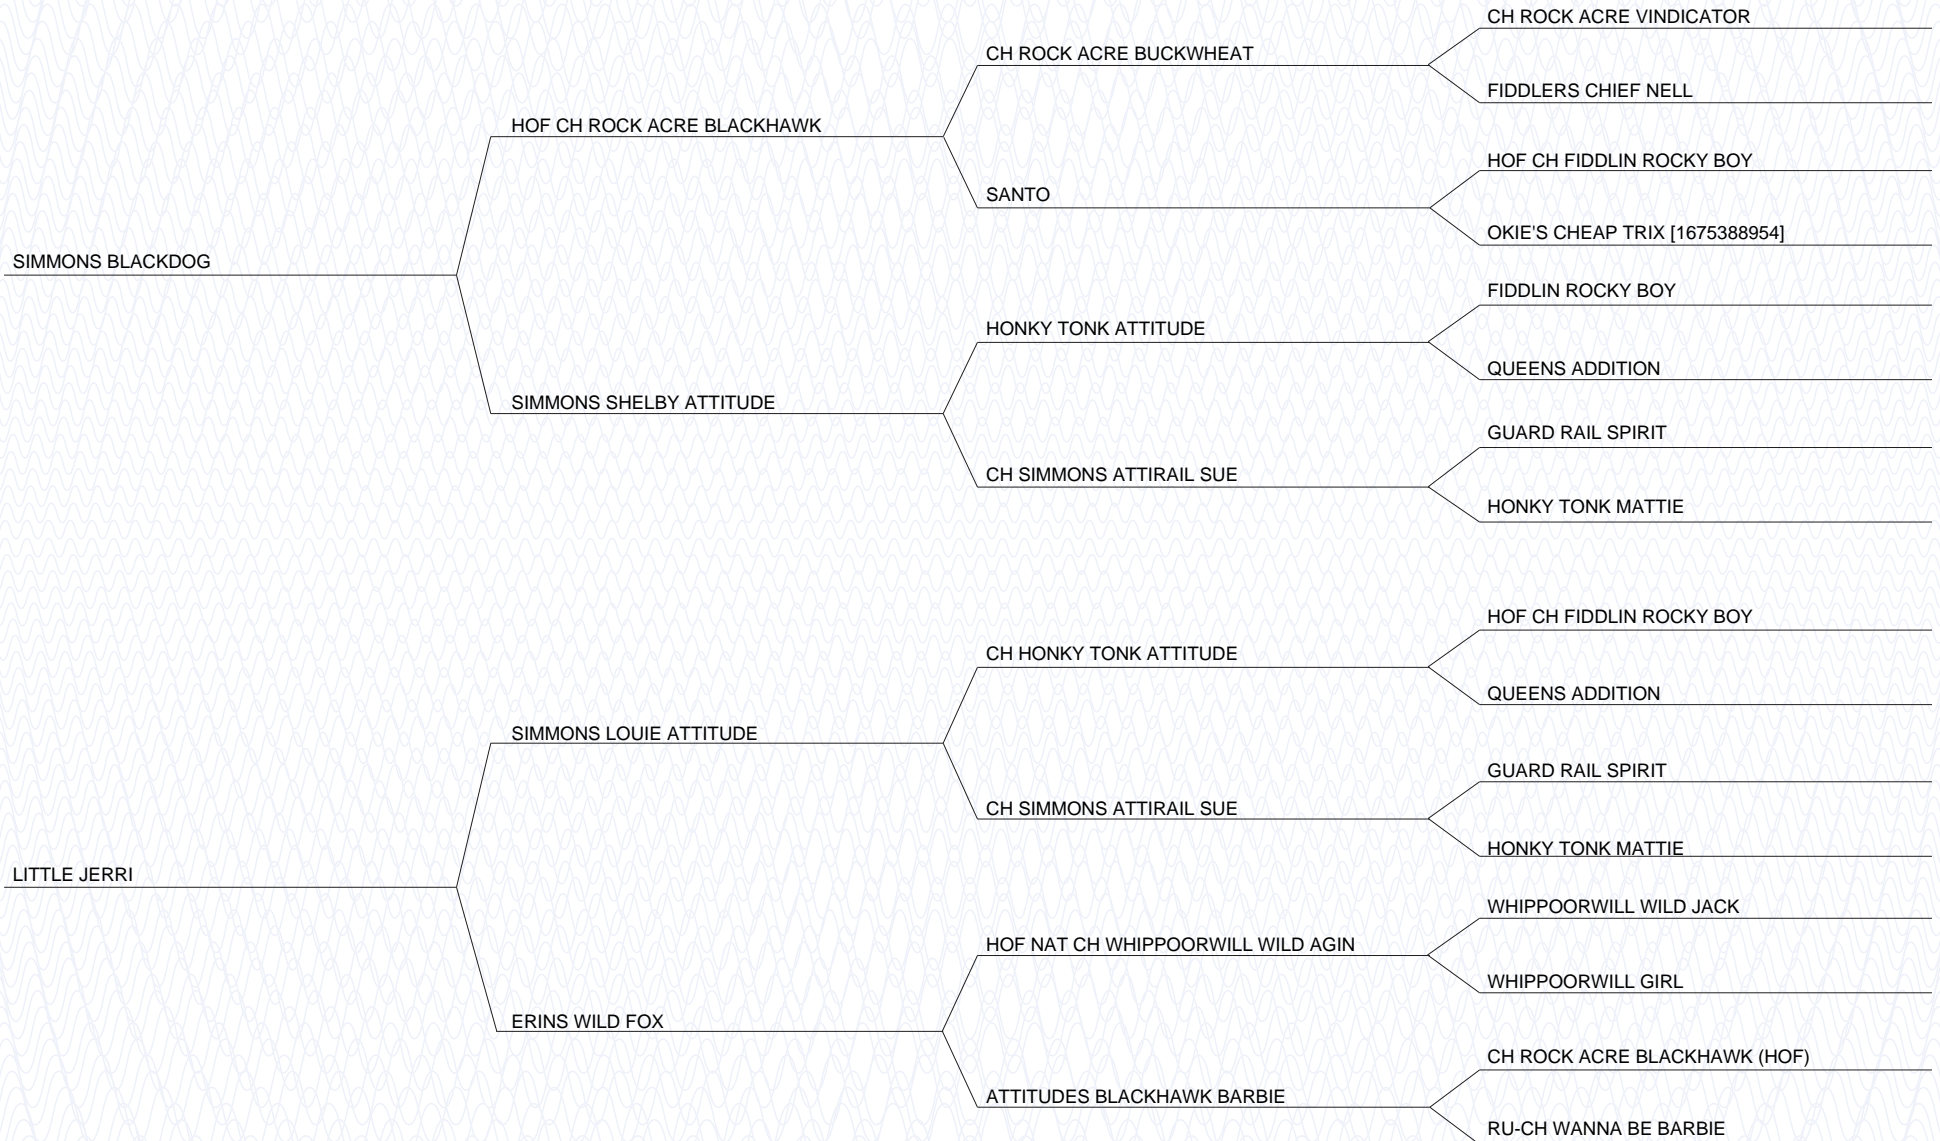 CH ROCK ACRE VINDICATOR
CH ROCK ACRE BUCKWHEAT
FIDDLERS CHIEF NELL
HOF CH ROCK ACRE BLACKHAWK
HOF CH FIDDLIN ROCKY BOY
SANTO
OKIE'S CHEAP TRIX [1675388954]
SIMMONS BLACKDOG
FIDDLIN ROCKY BOY
HONKY TONK ATTITUDE
QUEENS ADDITION
SIMMONS SHELBY ATTITUDE
GUARD RAIL SPIRIT
CH SIMMONS ATTIRAIL SUE
HONKY TONK MATTIE
HOF CH FIDDLIN ROCKY BOY
CH HONKY TONK ATTITUDE
QUEENS ADDITION
SIMMONS LOUIE ATTITUDE
GUARD RAIL SPIRIT
CH SIMMONS ATTIRAIL SUE
HONKY TONK MATTIE
LITTLE JERRI
WHIPPOORWILL WILD JACK
HOF NAT CH WHIPPOORWILL WILD AGIN
WHIPPOORWILL GIRL
ERINS WILD FOX
CH ROCK ACRE BLACKHAWK (HOF)
ATTITUDES BLACKHAWK BARBIE
RU-CH WANNA BE BARBIE